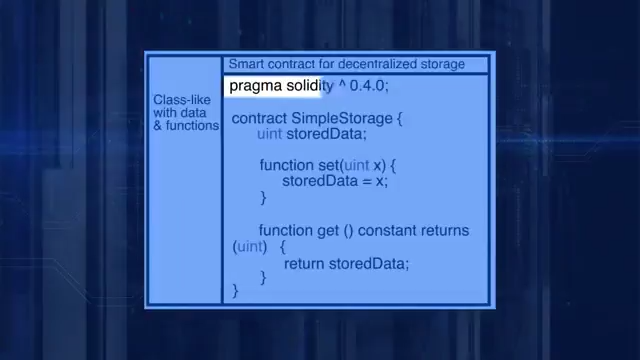 Smart contract for decentralized storage
Class-like
with data
& functions
pragma solidity ^ 0.4.0;
contract SimpleStorage {
uint storedData;
function set(uint x) {
storedData = x;
}
function get () constant returns
(uint) {
return storedData;
}
}